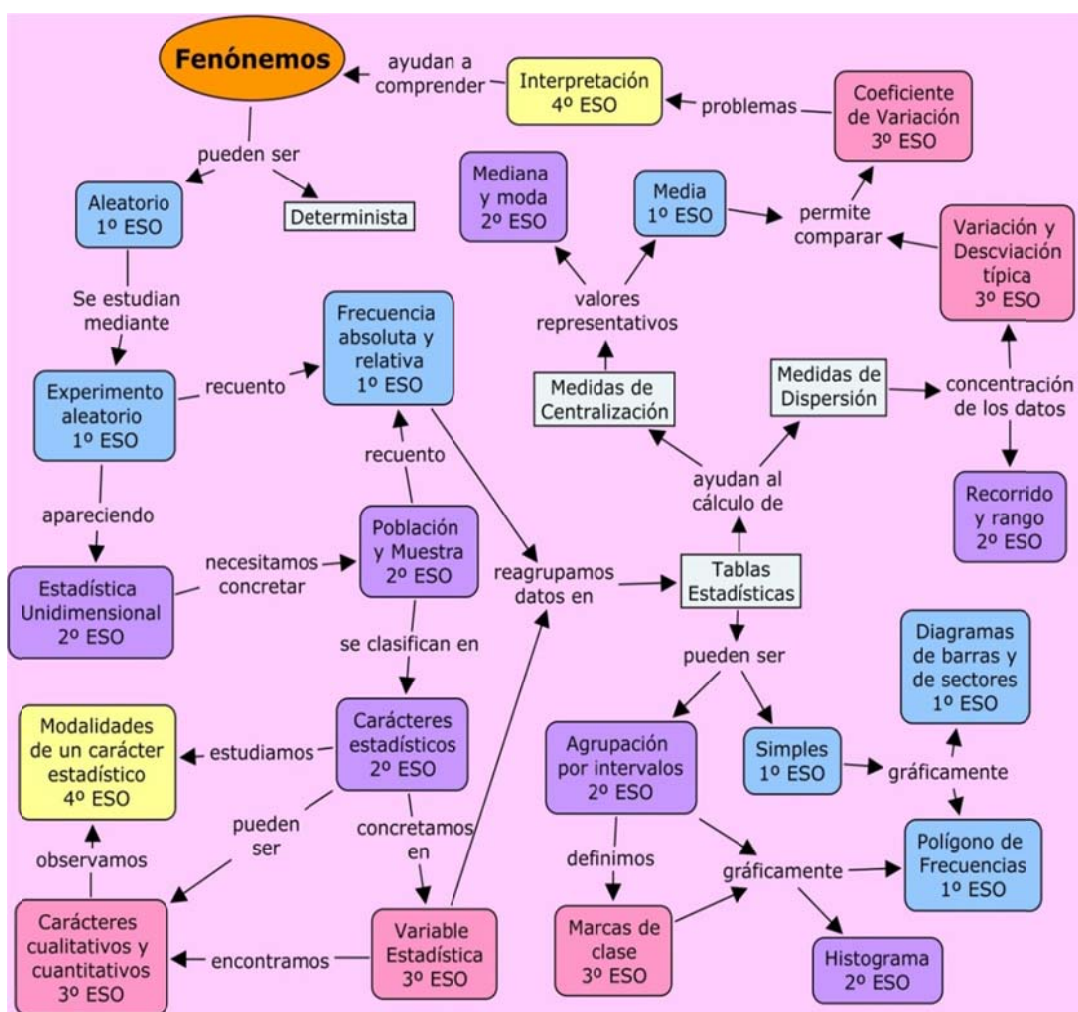 Fenónemos
ayudan a
comprender
Interpretación
4º ESO
problemas
Coeficiente
de Variación
3º ESO
pueden ser
Aleatorio
1º ESO
Determinista
Mediana
y moda
2º ESO
Media
1º ESO
permite
comparar
Variación y
Descviación
típica
3º ESO
Se estudian
mediante
valores
representativos
Frecuencia
absoluta y
relativa
1º ESO
Experimento
aleatorio
1º ESO
recuento
Medidas de
Centralización
Medidas de
Dispersión
concentración
de los datos
recuento
ayudan al
cálculo de
Recorrido
y rango
2º ESO
apareciendo
Población
y Muestra
2º ESO
Estadística
Unidimensional
2º ESO
necesitamos
concretar
reagrupamos
datos en
Tablas
Estadísticas
se clasifican en
pueden ser
Diagramas
de barras y
de sectores
1º ESO
Modalidades
de un carácter
estadístico
4º ESO
estudiamos
Carácteres
estadísticos
2º ESO
Agrupación
por intervalos
2º ESO
Simples
1º ESO
gráficamente
pueden
ser
concretamos
en
observamos
definimos
gráficamente
Polígono de
Frecuencias
1º ESO
Carácteres
cualitativos y
cuantitativos
3º ESO
encontramos
Variable
Estadística
3º ESO
Marcas de
clase
3º ESO
Histograma
2º ESO